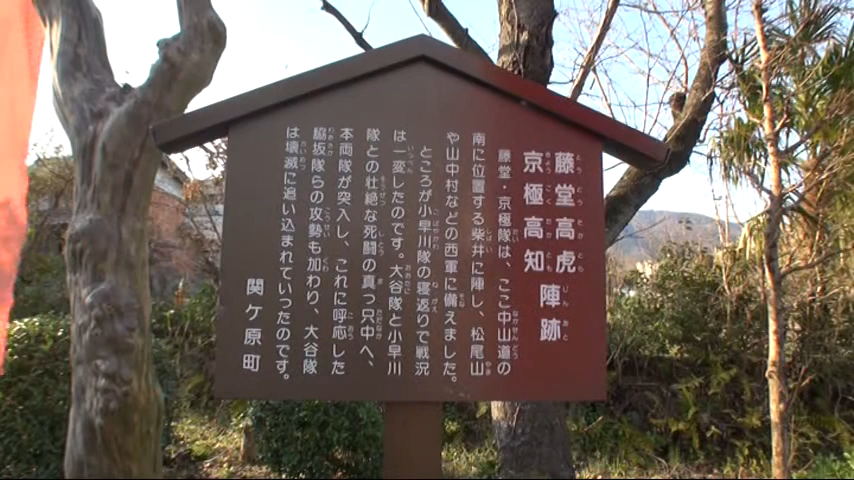 藤堂高虎
京極高知 陣跡
藤堂・京極隊は、ここ中山道の
南に位置する柴井に陣し、松尾山
や山中村などの西軍に備えました。
ところが小早川隊の寝返りで戦況
は一変したのです。大谷隊と小早川
隊との壮絶な死闘の真っ只中へ、
本両隊が突入し、これに呼応した
脇坂隊らの攻勢も加わり、大谷隊
は壊滅に追い込まれていったのです。
関ケ原町